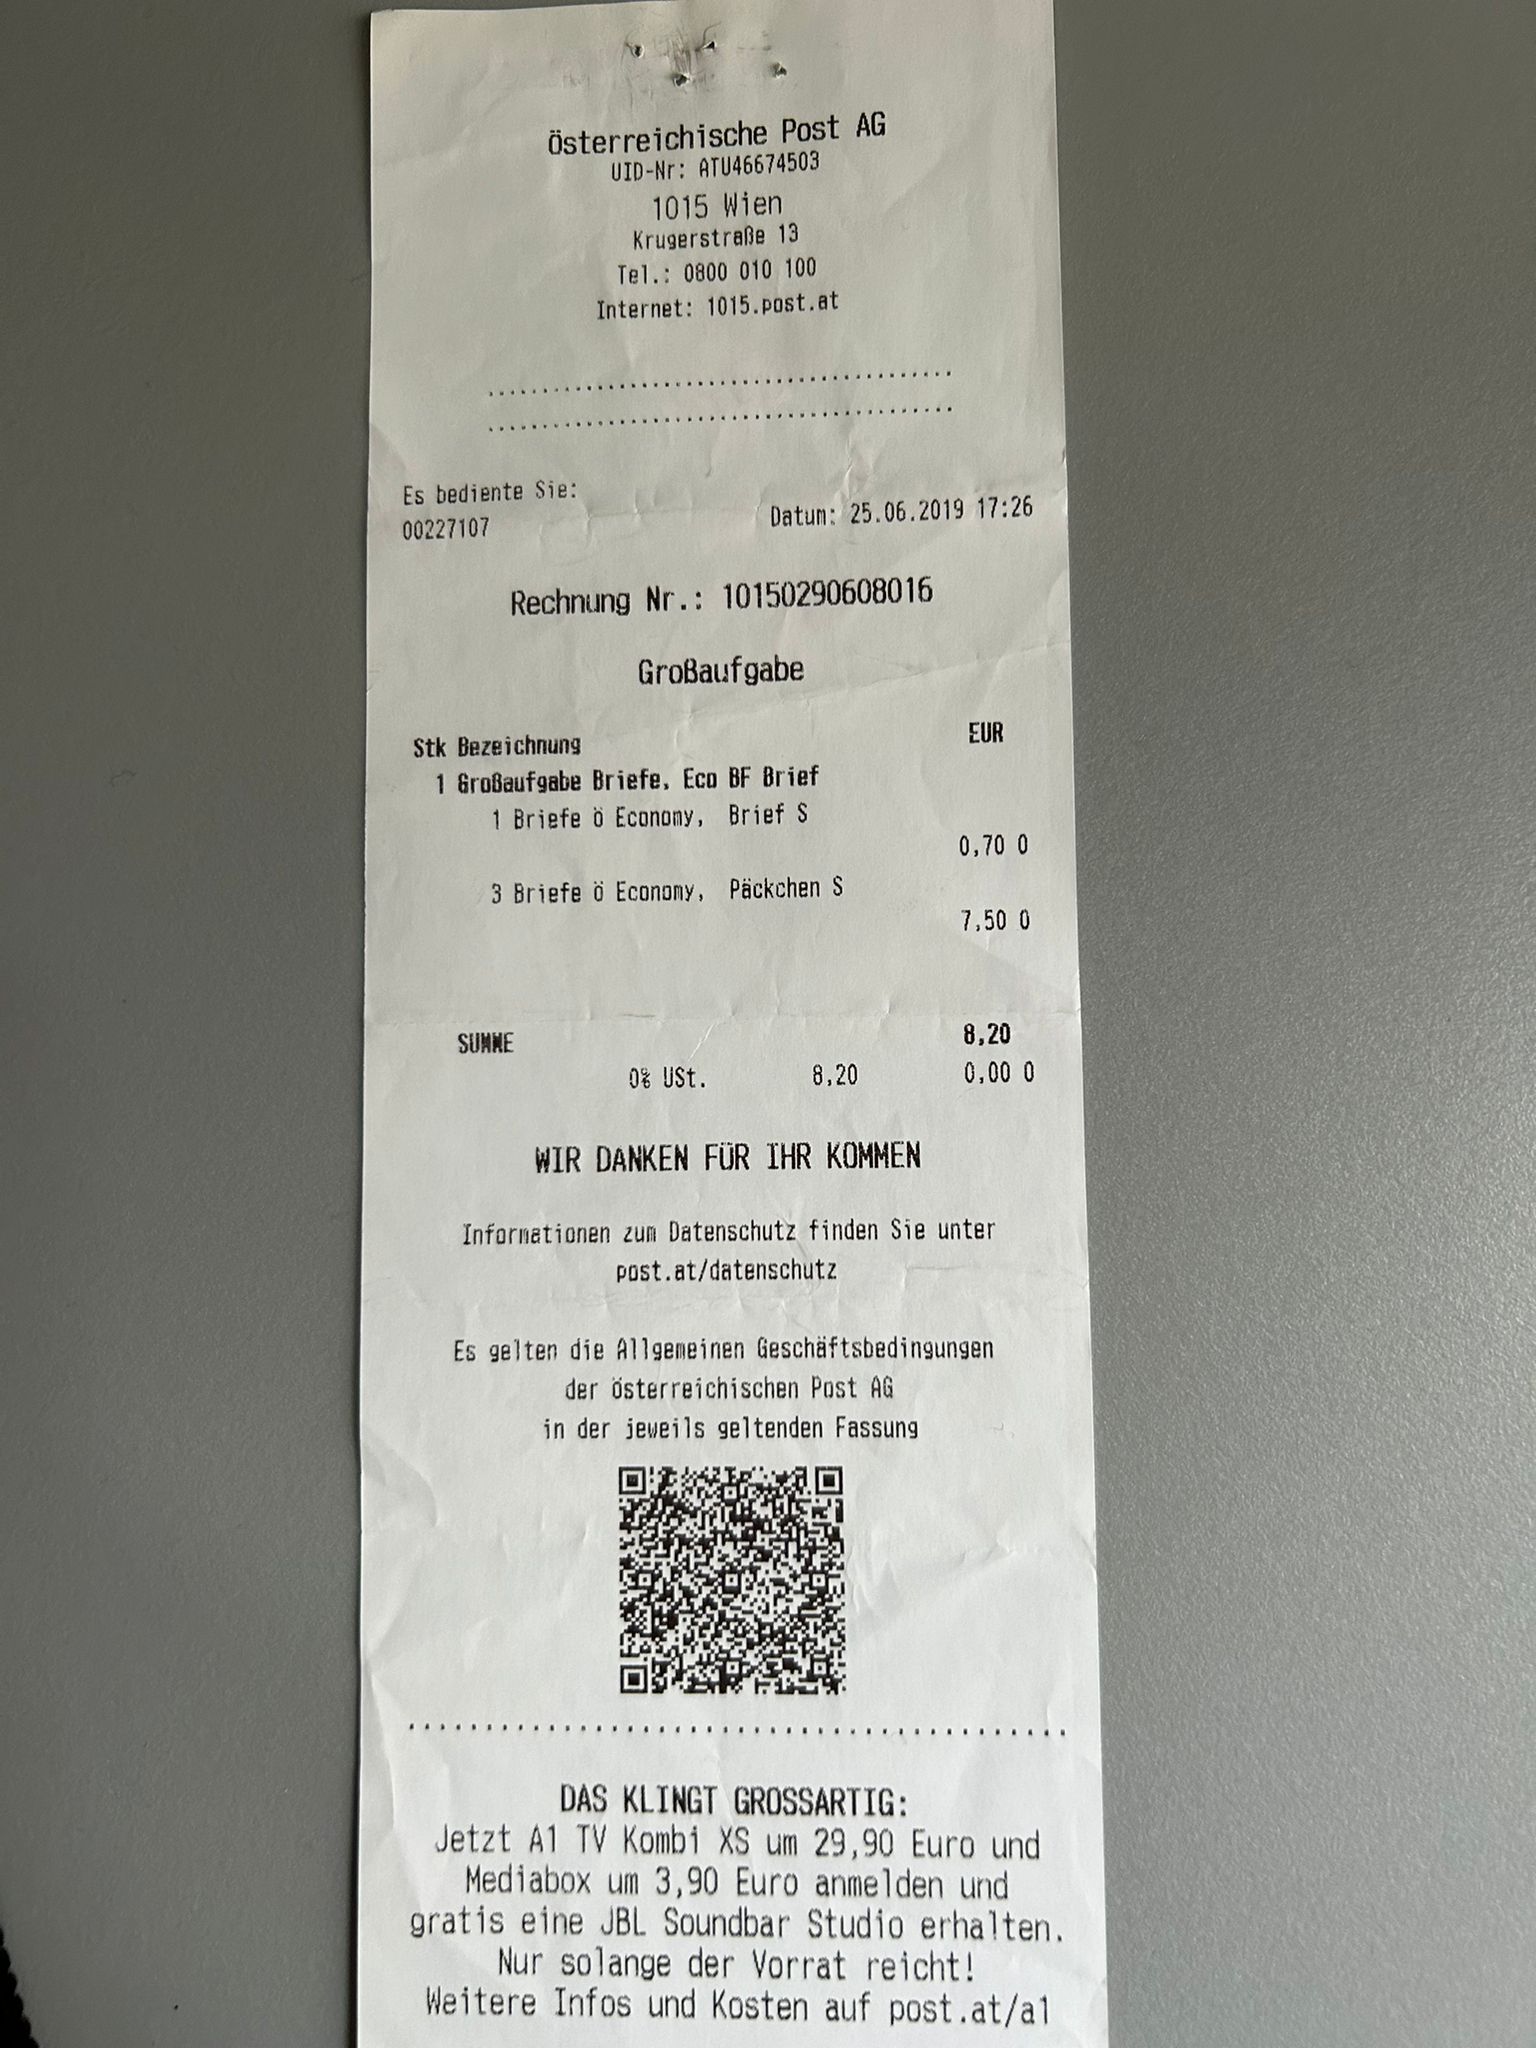 Österreichische Post AG
UID-Nr: ATU46674503
1015 Wien
Krugerstraße 13
Tel.: 0800 010 100
Internet: 1015.post.at
Es bediente Sie:
00227107
Datum: 25.06.2019 17:26
Rechnung Nr.: 10150290608016
Großaufgabe
Stk Bezeichnung EUR
1 Großaufgabe Briefe, Eco BF Brief
1 Briefe ö Economy, Brief S
0,70 0
3 Briefe ö Economy, Päckchen S
7,50 0
SUMME 8,20
0% USt. 8,20 0,00 0
WIR DANKEN FÜR IHR KOMMEN
Informationen zum Datenschutz finden Sie unter
post.at/datenschutz
Es gelten die Allgemeinen Geschäftsbedingungen
der österreichischen Post AG
in der jeweils geltenden Fassung
DAS KLINGT GROSSARTIG:
Jetzt A1 TV Kombi XS um 29,90 Euro und
Mediabox um 3,90 Euro anmelden und
gratis eine JBL Soundbar Studio erhalten.
Nur solange der Vorrat reicht!
Weitere Infos und Kosten auf post.at/a1